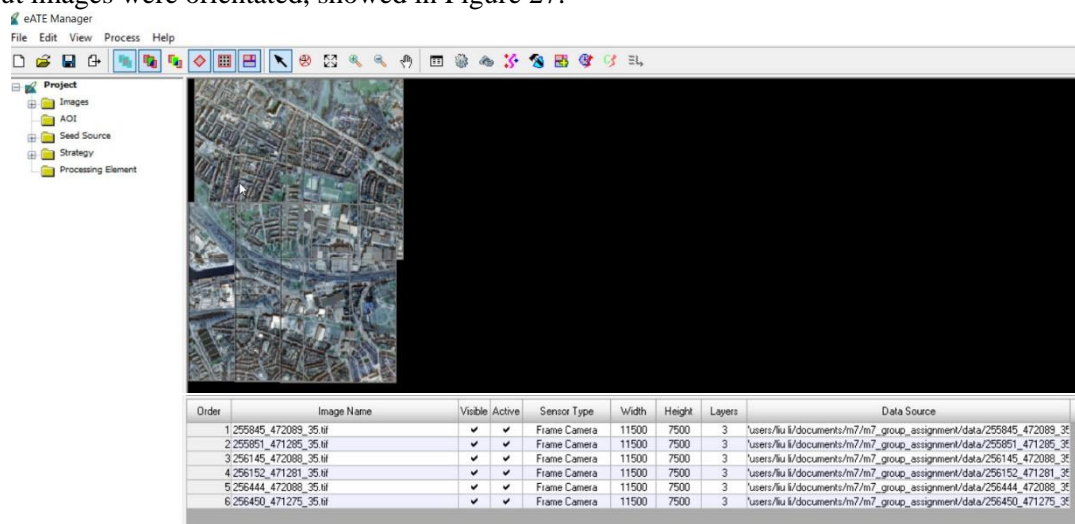 ut images were orientated, showed in Figure 27.
eATE Manager
File Edit View Process Help
Project
Images
AOI
Seed Source
Strategy
Processing Element
Order Image Name Visible Active Sensor Type Width Height Layers Data Source
1 255845_472089_35.tif Frame Camera 11500 7500 3 'users/liu li/documents/m7/m7_group_assignment/data/255845_472089_35
2 255851_471285_35.tif Frame Camera 11500 7500 3 'users/liu li/documents/m7/m7_group_assignment/data/255851_471285_35
3 256145_472088_35.tif Frame Camera 11500 7500 3 'users/liu li/documents/m7/m7_group_assignment/data/256145_472088_35
4 256152_471281_35.tif Frame Camera 11500 7500 3 'users/liu li/documents/m7/m7_group_assignment/data/256152_471281_35
5 256444_472088_35.tif Frame Camera 11500 7500 3 'users/liu li/documents/m7/m7_group_assignment/data/256444_472088_35
6 256450_471275_35.tif Frame Camera 11500 7500 3 'users/liu li/documents/m7/m7_group_assignment/data/256450_471275_35